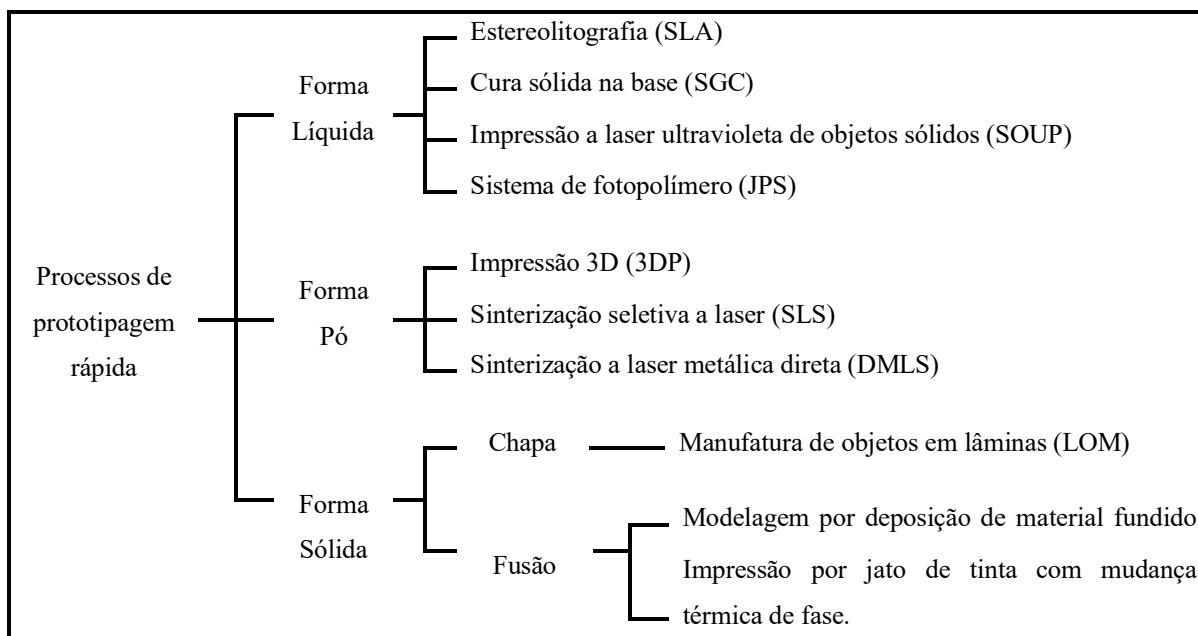 Processos de
prototipagem
rápida
Forma
Líquida
Estereolitografia (SLA)
Cura sólida na base (SGC)
Impressão a laser ultravioleta de objetos sólidos (SOUP)
Sistema de fotopolímero (JPS)
Forma
Pó
Impressão 3D (3DP)
Sinterização seletiva a laser (SLS)
Sinterização a laser metálica direta (DMLS)
Forma
Sólida
Chapa
Manufatura de objetos em lâminas (LOM)
Fusão
Modelagem por deposição de material fundido
Impressão por jato de tinta com mudança
térmica de fase.